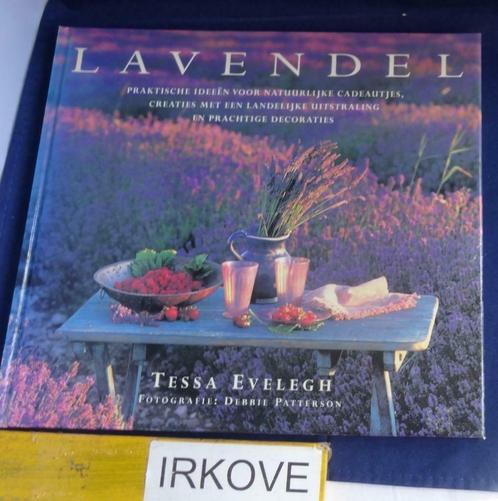 LAVENDEL
PRAKTISCHE IDEEËN VOOR NATUURLIJKE CADEAUTJES,
CREATIES MET EEN LANDELIJKE UITSTRALING
EN PRACHTIGE DECORATIES
TESSA EVELEGH
FOTOGRAFIE: DEBBIE PATTERSON
IRKOVE